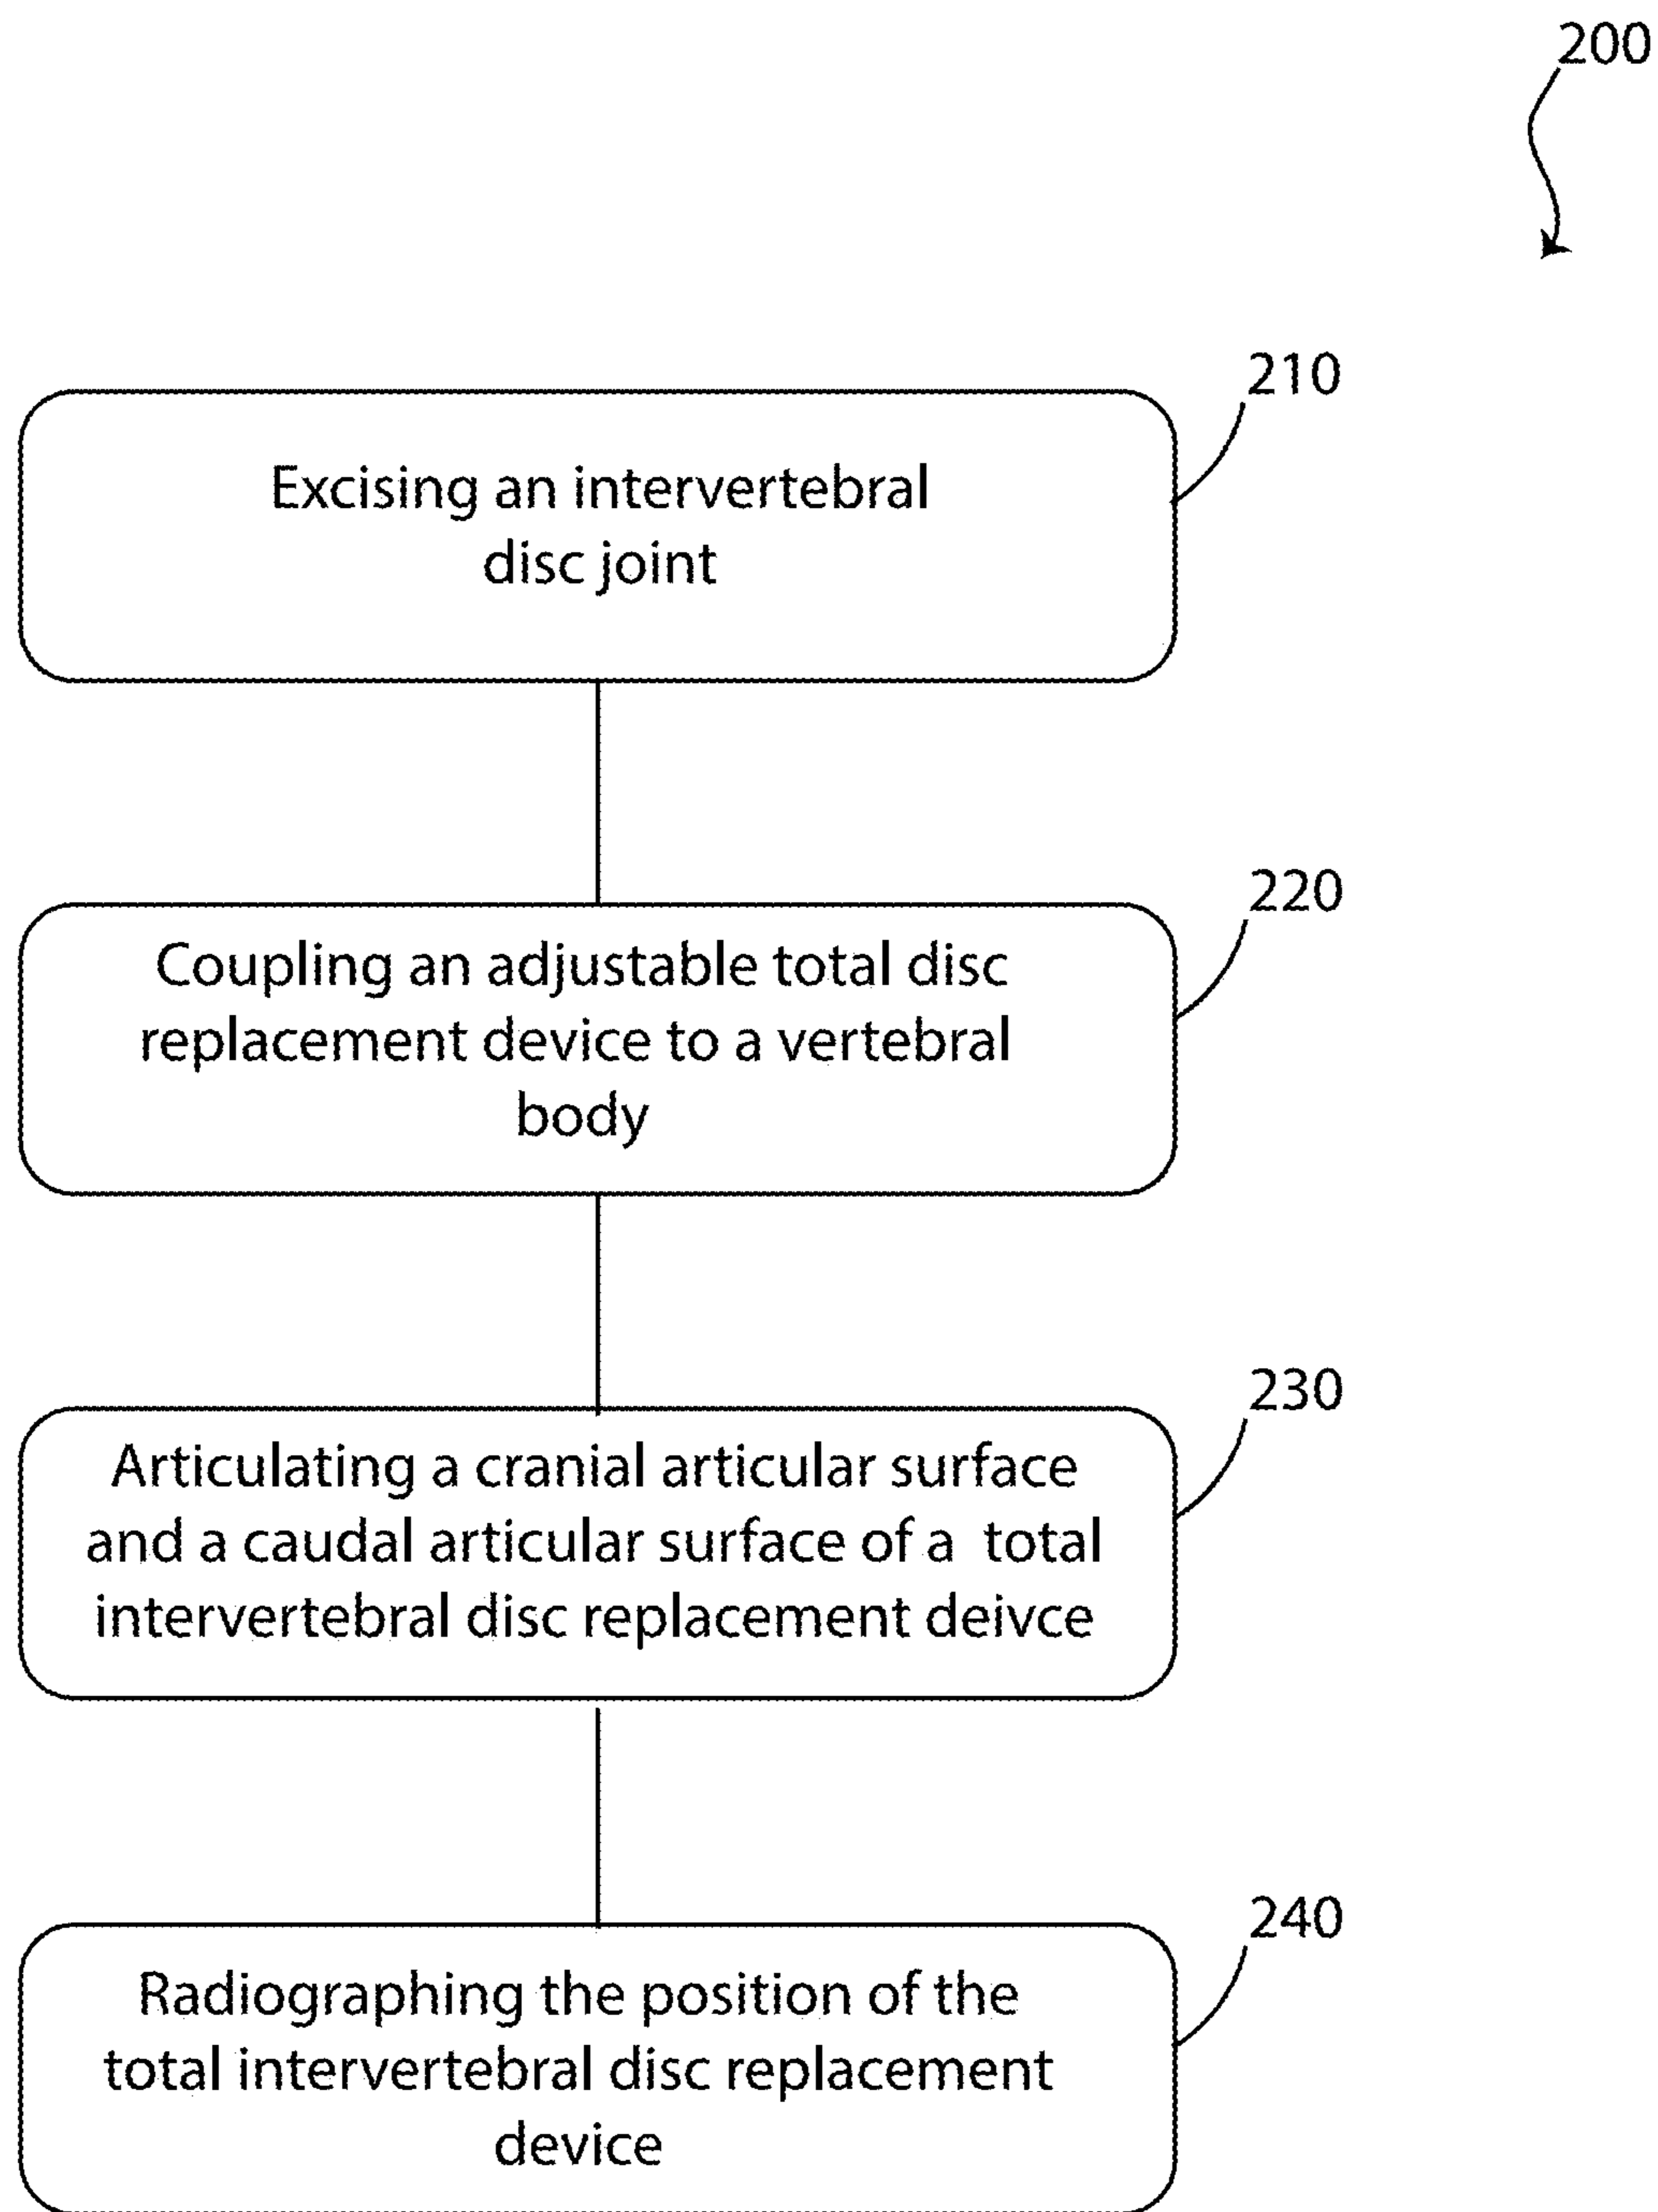 200
210
Excising an intervertebral
disc joint
220
Coupling an adjustable total disc
replacement device to a vertebral
body
230
Articulating a cranial articular surface
and a caudal articular surface of a total
intervertebral disc replacement deivce
240
Radiographing the position of the
total intervertebral disc replacement
device